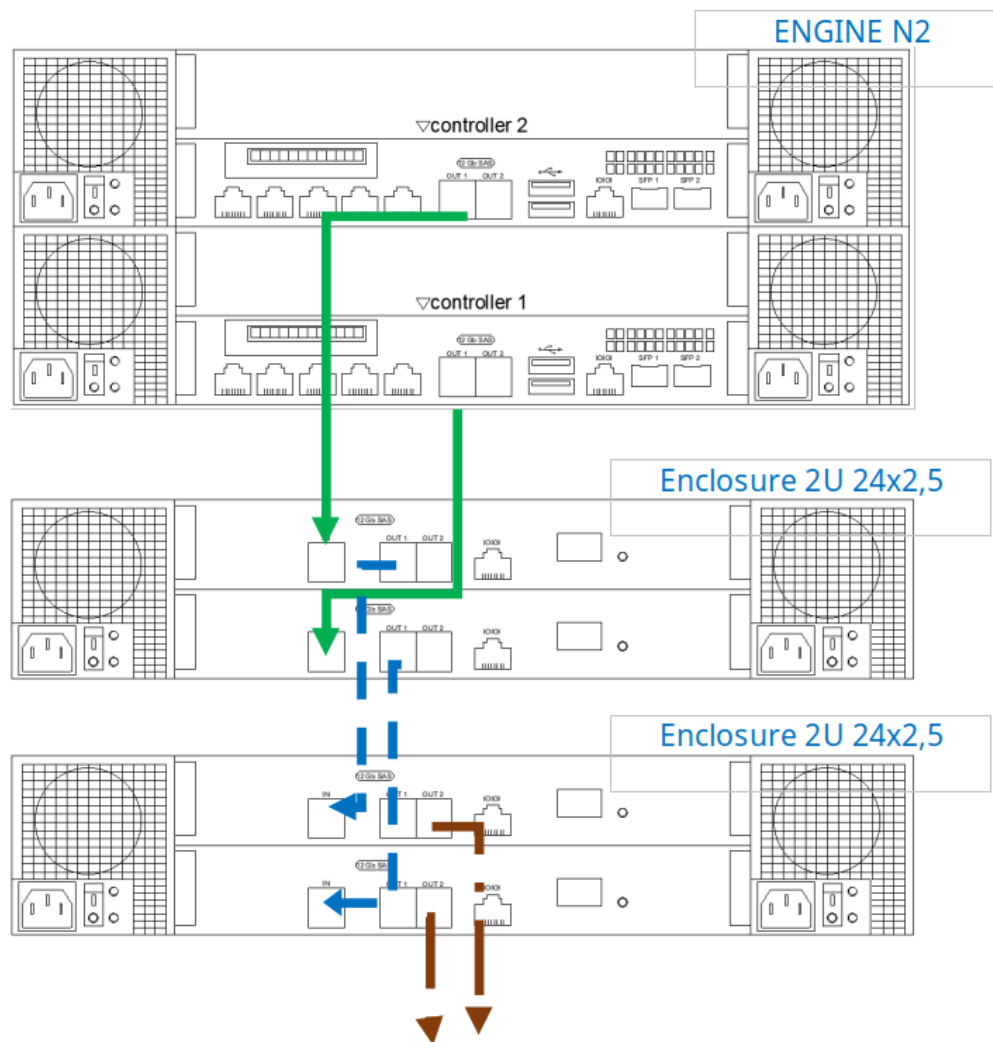 ENGINE N2
▽controller 2
12 Gb SAS
OUT 1 OUT 2
IOIOI SFP 1 SFP 2
▽controller 1
12 Gb SAS
OUT 1 OUT 2
IOIOI SFP 1 SFP 2
Enclosure 2U 24x2,5
12 Gb SAS
OUT 1 OUT 2 IOIOI
Gb SAS
OUT 1 OUT 2 IOIOI
Enclosure 2U 24x2,5
12 Gb SAS
IN OUT 1 OUT 2 IOIOI
12 Gb SAS
IN OUT 1 OUT 2 IOIOI